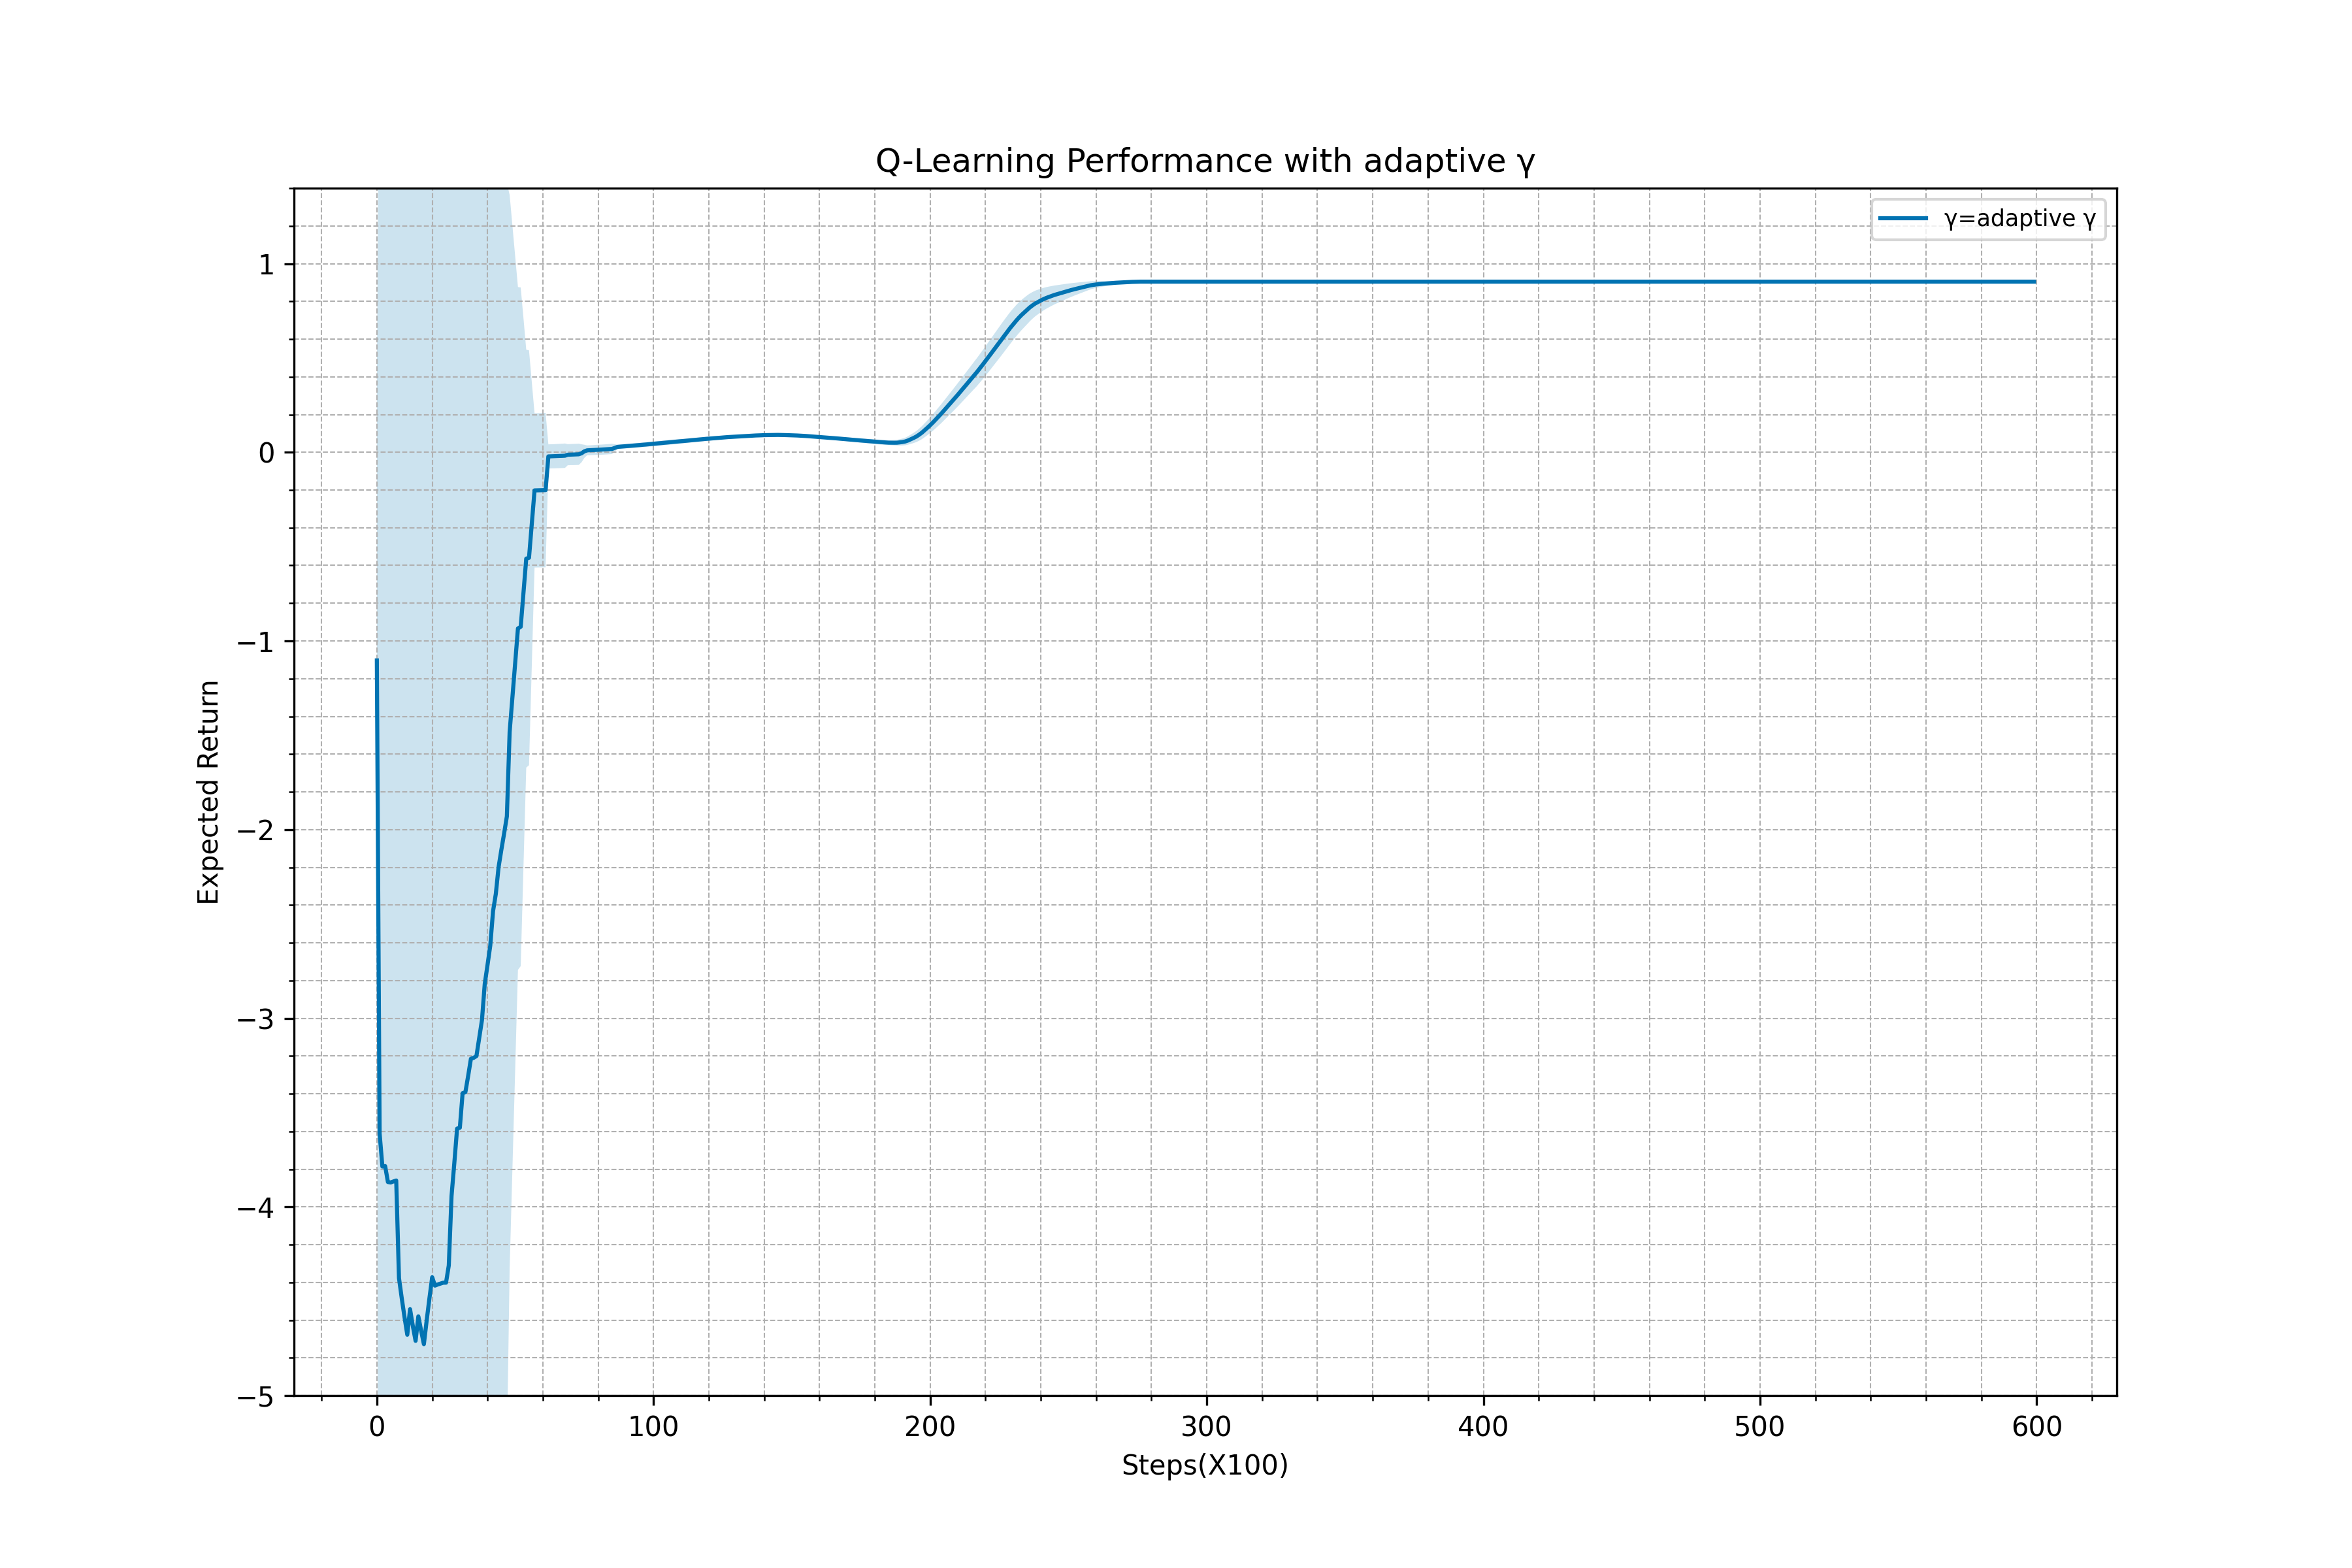 Q-Learning Performance with adaptive γ
γ=adaptive γ
1
0
−1
−2
−3
−4
−5
Expected Return
0 100 200 300 400 500 600
Steps(X100)